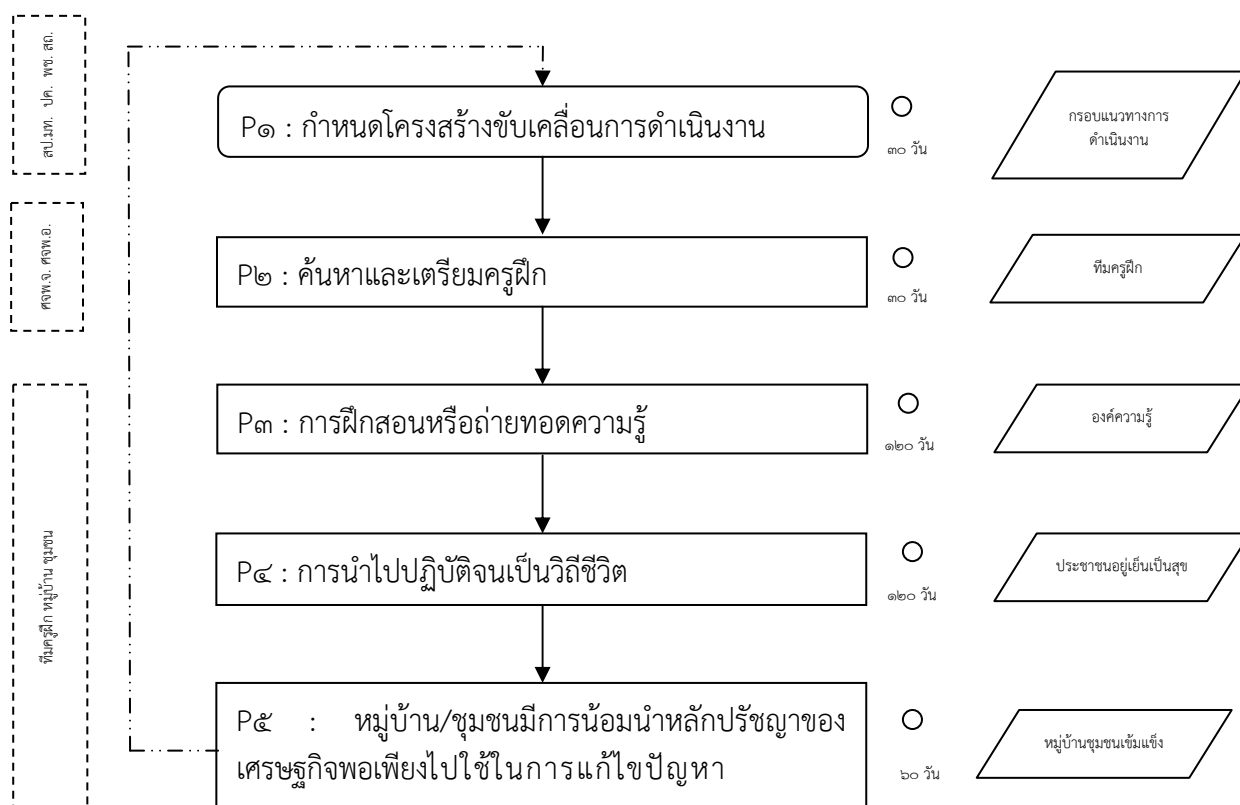 สป.มท. ปค. พช. สถ.
P๑ : กำหนดโครงสร้างขับเคลื่อนการดำเนินงาน
๓๐ วัน
กรอบแนวทางการ
ดำเนินงาน
ศจพ.จ. ศจพ.อ.
P๒ : ค้นหาและเตรียมครูฝึก
๓๐ วัน
ทีมครูฝึก
ทีมครูฝึก หมู่บ้าน ชุมชน
P๓ : การฝึกสอนหรือถ่ายทอดความรู้
๑๒๐ วัน
องค์ความรู้
P๔ : การนำไปปฏิบัติจนเป็นวิถีชีวิต
๑๒๐ วัน
ประชาชนอยู่เย็นเป็นสุข
P๕ : หมู่บ้าน/ชุมชนมีการน้อมนำหลักปรัชญาของ
เศรษฐกิจพอเพียงไปใช้ในการแก้ไขปัญหา
๖๐ วัน
หมู่บ้านชุมชนเข้มแข็ง